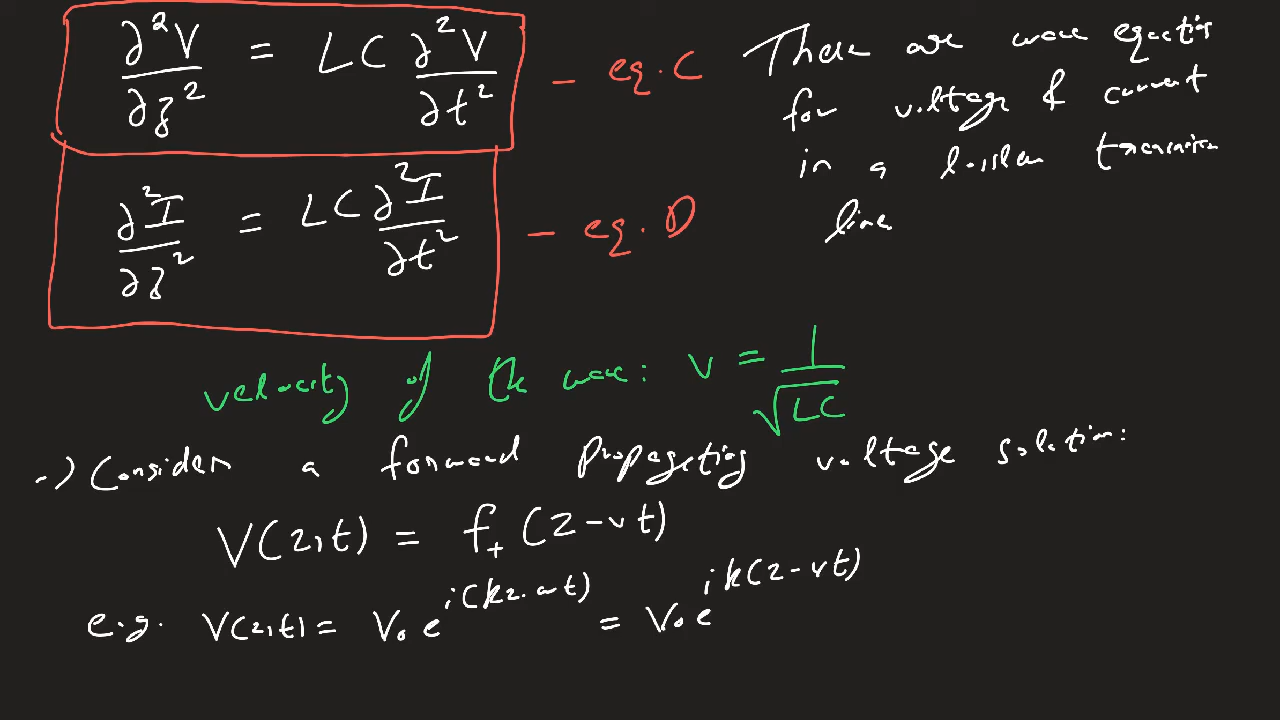 ∂²V/∂z² = LC ∂²V/∂t² — eq. C
These are wave equations
for voltage & current
in a lossless transmission
line
∂²I/∂z² = LC ∂²I/∂t² — eq. D
velocity of the wave: v = 1/√LC
·) Consider a forward propagating voltage solution:
V(z,t) = f₊(z-vt)
e.g. V(z,t) = V₀ e^{i(kz-ωt)} = V₀ e^{ik(z-vt)}